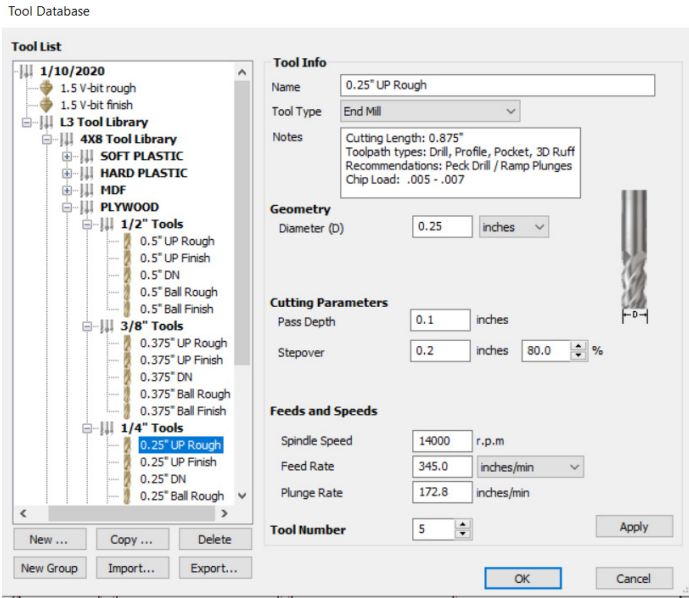 Tool Database
Tool List
1/10/2020
1.5 V-bit rough
1.5 V-bit finish
L3 Tool Library
4X8 Tool Library
SOFT PLASTIC
HARD PLASTIC
MDF
PLYWOOD
1/2" Tools
0.5" UP Rough
0.5" UP Finish
0.5" DN
0.5" Ball Rough
0.5" Ball Finish
3/8" Tools
0.375" UP Rough
0.375" UP Finish
0.375" DN
0.375" Ball Rough
0.375" Ball Finish
1/4" Tools
0.25" UP Rough
0.25" UP Finish
0.25" DN
0.25" Ball Rough
New ...
Copy ...
Delete
New Group
Import...
Export...
Tool Info
Name
0.25" UP Rough
Tool Type
End Mill
Notes
Cutting Length: 0.875"
Toolpath types: Drill, Profile, Pocket, 3D Ruff
Recommendations: Peck Drill / Ramp Plunges
Chip Load: .005 - .007
Geometry
Diameter (D)
0.25
inches
D
Cutting Parameters
Pass Depth
0.1
inches
Stepover
0.2
inches
80.0
%
Feeds and Speeds
Spindle Speed
14000
r.p.m
Feed Rate
345.0
inches/min
Plunge Rate
172.8
inches/min
Tool Number
5
Apply
OK
Cancel